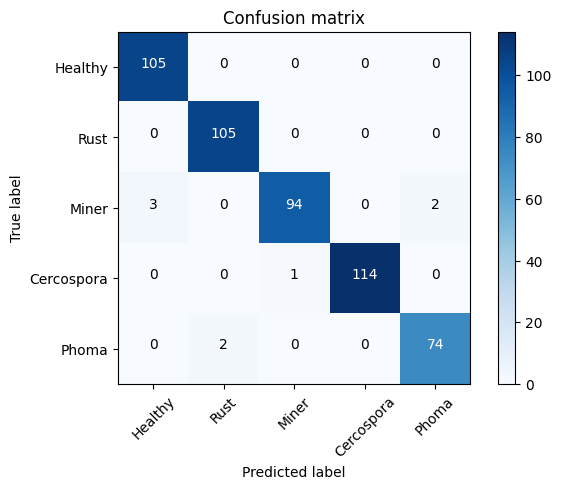 Confusion matrix
True label
Healthy 105 0 0 0 0
Rust 0 105 0 0 0
Miner 3 0 94 0 2
Cercospora 0 0 1 114 0
Phoma 0 2 0 0 74
Healthy Rust Miner Cercospora Phoma
Predicted label
100
80
60
40
20
0